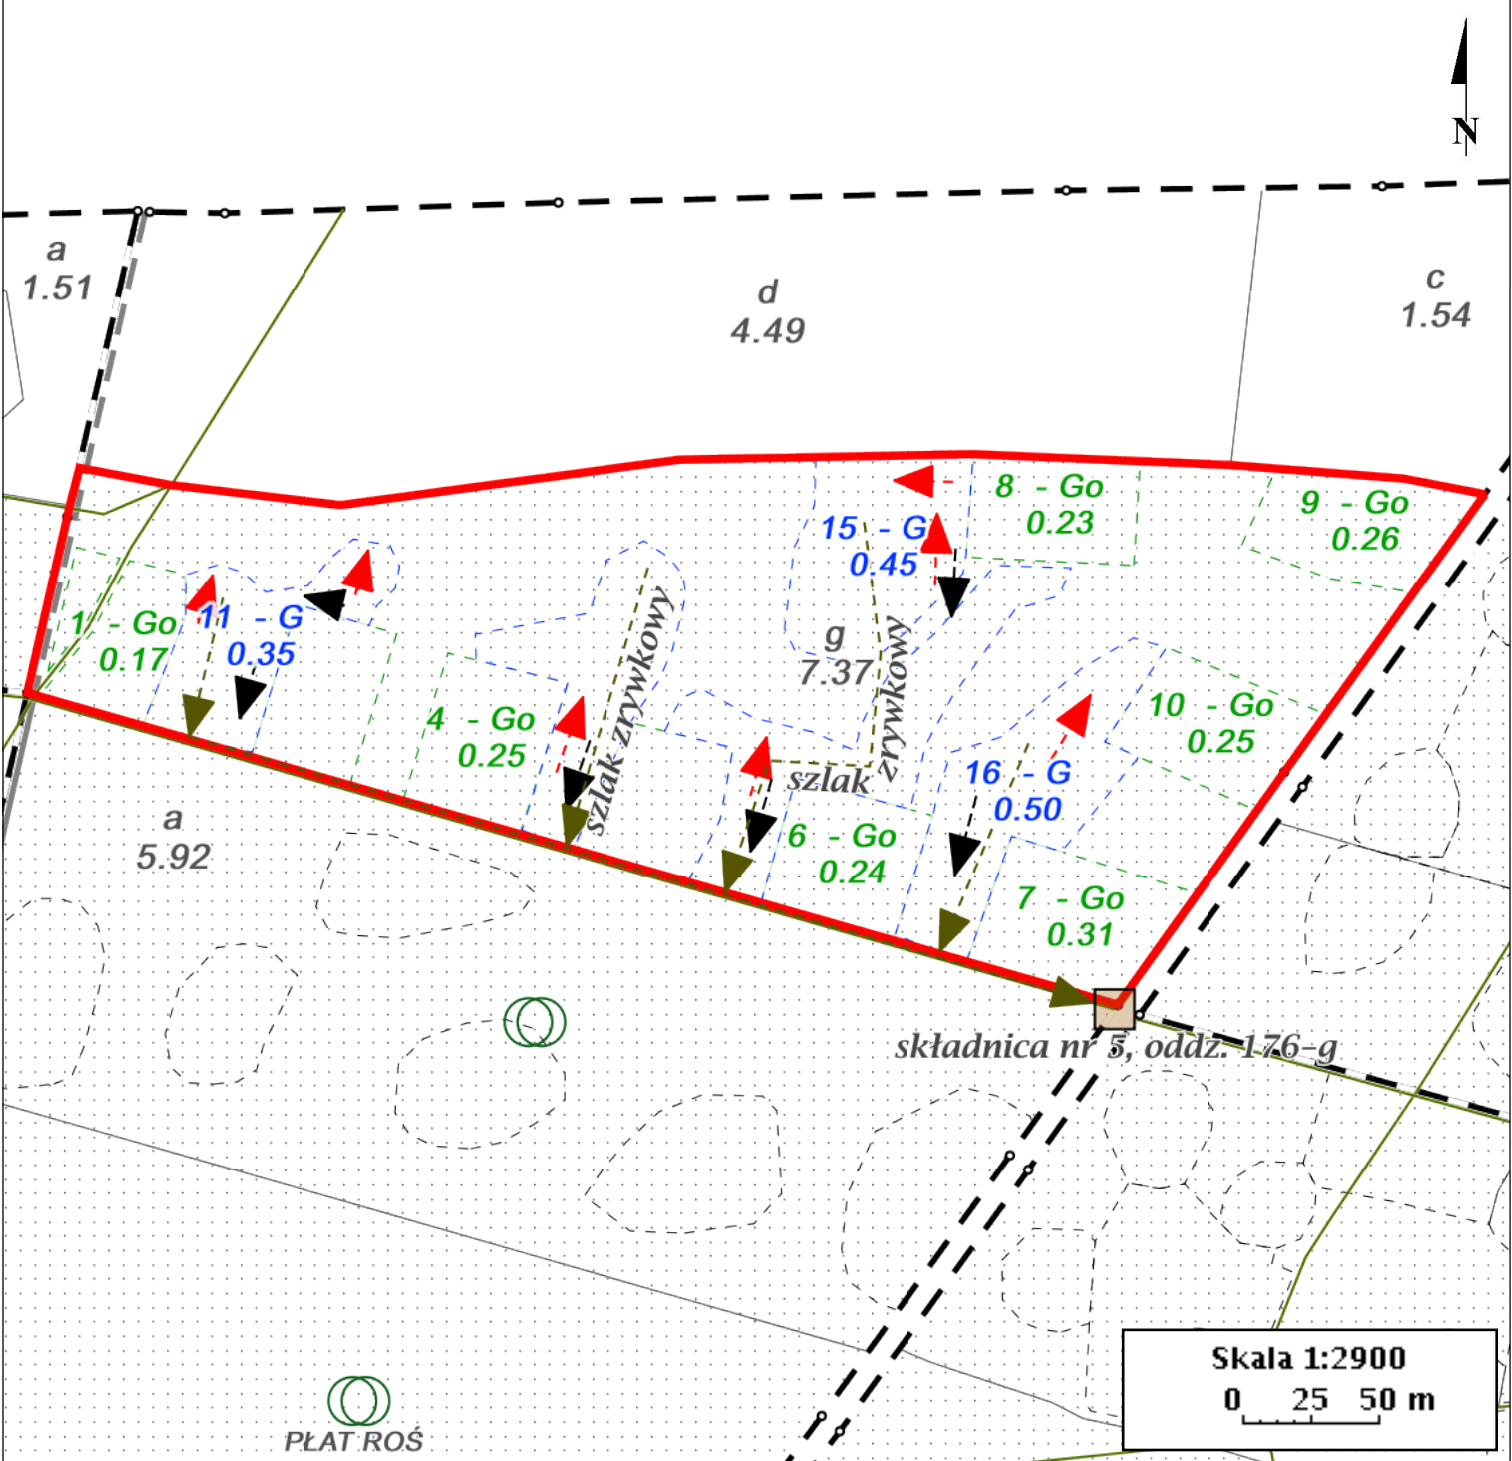 N
a
1.51
d
4.49
c
1.54
8 - Go
0.23
9 - Go
0.26
15 - G
0.45
1 - Go
0.17
11 - G
0.35
g
7.37
szlak zrywkowy
4 - Go
0.25
10 - Go
0.25
szlak
zrywkowy
16 - G
0.50
6 - Go
0.24
a
5.92
7 - Go
0.31
składnica nr 5, oddz. 176-g
PŁAT ROŚ
Skala 1:2900
0 25 50 m